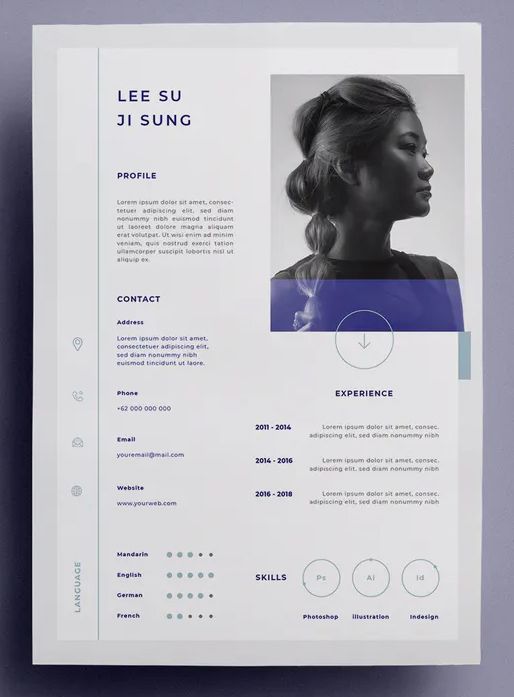 LEE SU
JI SUNG
PROFILE
Lorem ipsum dolor sit amet, consec-
tetuer adipiscing elit, sed diam
nonummy nibh euismod tincidunt
ut laoreet dolore magna aliquam
erat volutpat. Ut wisi enim ad minim
veniam, quis nostrud exerci tation
ullamcorper suscipit lobortis nisl ut
aliquip ex.
CONTACT
Address
Lorem ipsum dolor sit amet,
consectetuer adipiscing elit,
sed diam nonummy nibh
euismod tincidunt ut laore.
Phone
+62 000 000 000
Email
youremail@mail.com
Website
www.yourweb.com
LANGUAGE
Mandarin
English
German
French
EXPERIENCE
2011 - 2014
Lorem ipsum dolor sit amet, consec.
adipiscing elit, sed diam nonummy nibh
2014 - 2016
Lorem ipsum dolor sit amet, consec.
adipiscing elit, sed diam nonummy nibh
2016 - 2018
Lorem ipsum dolor sit amet, consec.
adipiscing elit, sed diam nonummy nibh
SKILLS
Ps
Ai
Id
Photoshop
illustration
Indesign